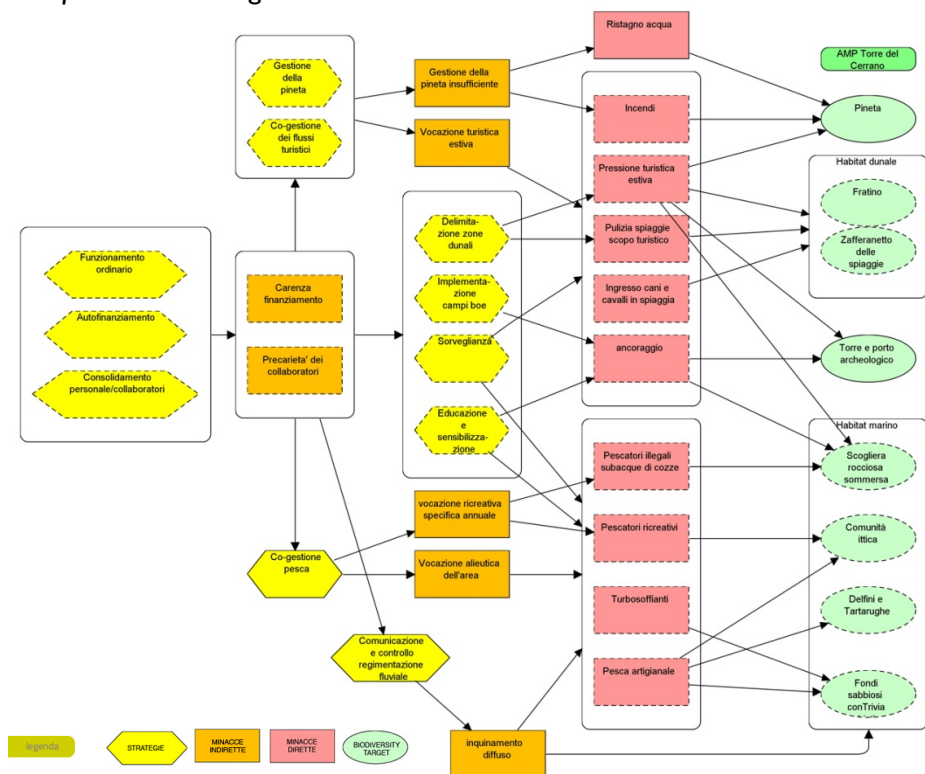 Gestione
della
pineta
Co-gestione
dei flussi
turistici
Gestione della
pineta insufficiente
Vocazione turistica
estiva
Ristagno acqua
Incendi
Pressione turistica
estiva
Pulizia spiaggie
scopo turistico
Ingresso cani e
cavalli in spiaggia
ancoraggio
AMP Torre del
Cerrano
Pineta
Habitat dunale
Fratino
Zafferanetto
delle
spiaggie
Torre e porto
archeologico
Funzionamento
ordinario
Autofinanziamento
Consolidamento
personale/collaboratori
Carenza
finanziamento
Precarieta' dei
collaboratori
Delimita-
zione zone
dunali
Implementa-
zione
campi boe
Sorveglianza
Educazione
e
sensibilizza-
zione
Habitat marino
Scogliera
rocciosa
sommersa
Comunità
ittica
Delfini e
Tartarughe
Fondi
sabbiosi
conTrivia
Pescatori illegali
subacque di cozze
Pescatori ricreativi
Turbosoffianti
Pesca artigianale
vocazione ricreativa
specifica annuale
Vocazione alieutica
dell'area
Co-gestione
pesca
Comunicazione
e controllo
regimentazione
fluviale
inquinamento
diffuso
legenda
STRATEGIE
MINACCE
INDIRETTE
MINACCE
DIRETTE
BIODIVERSITY
TARGET